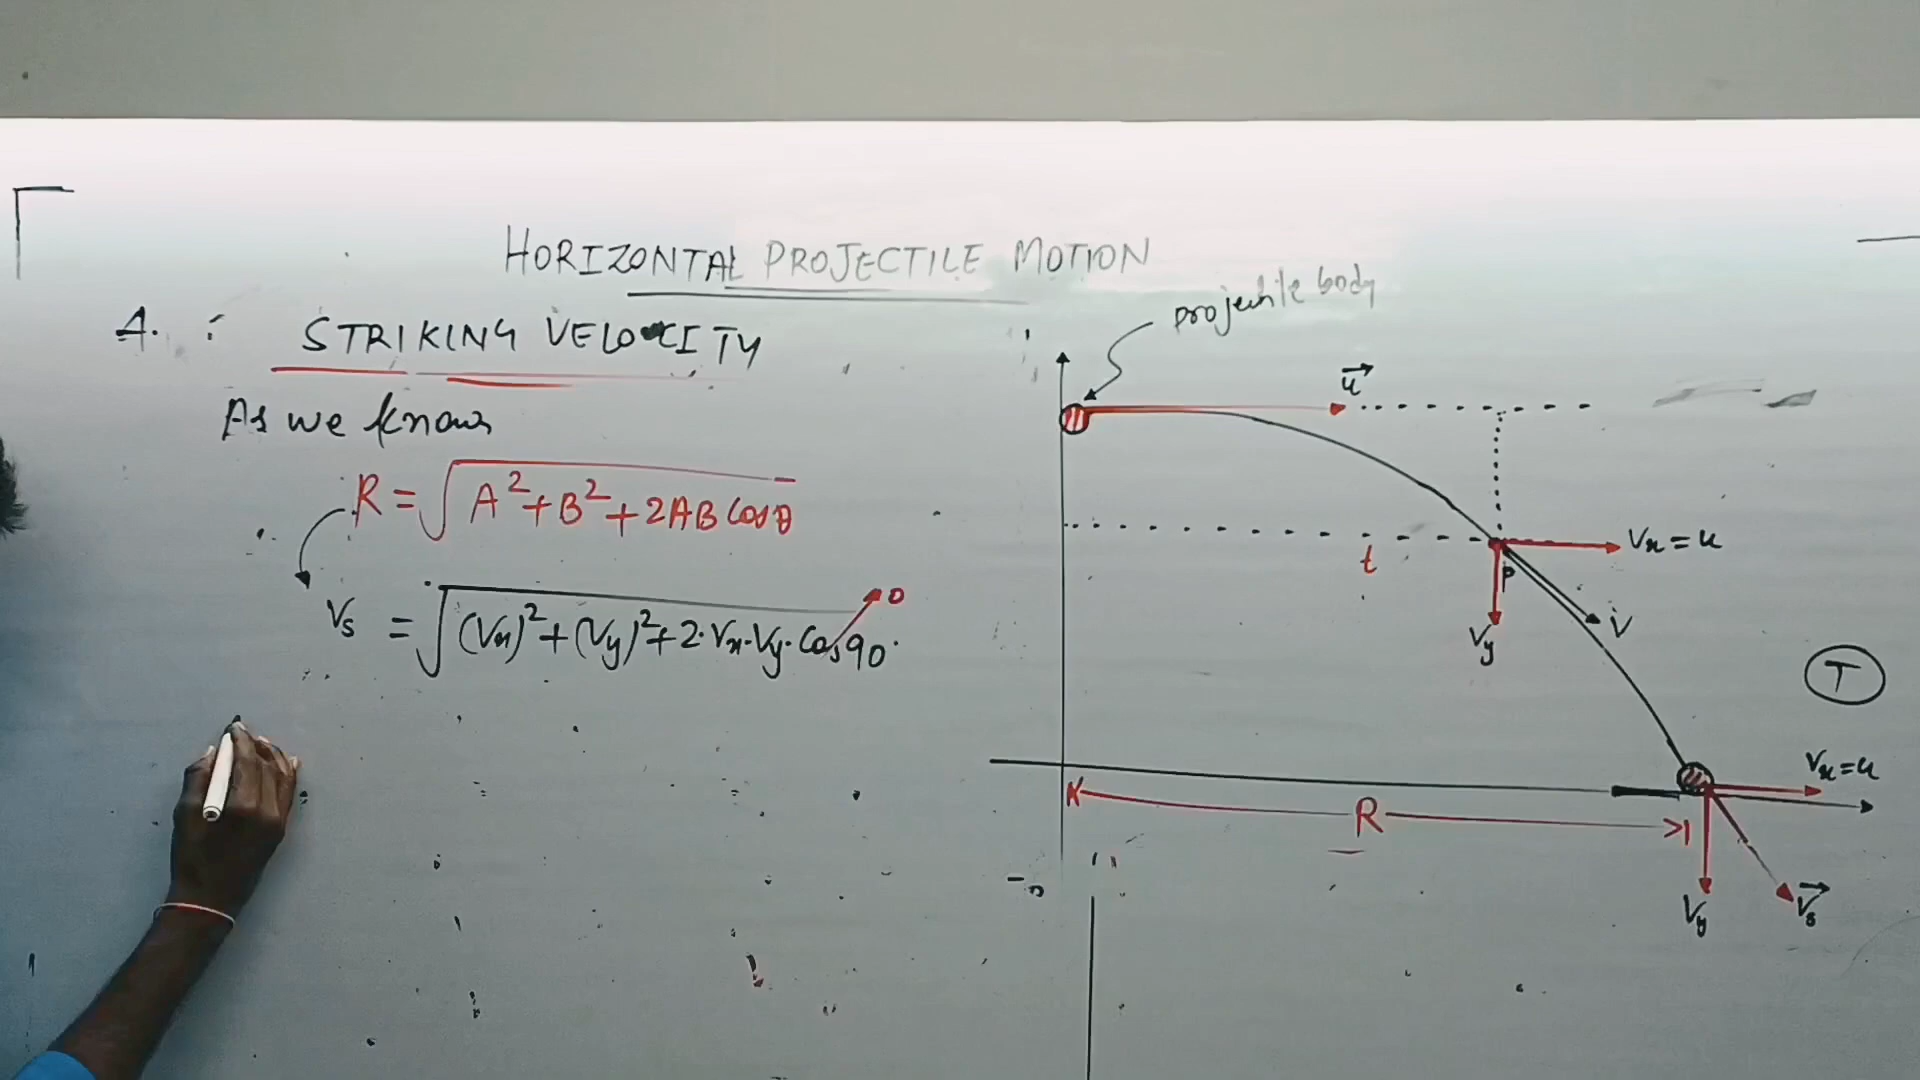 HORIZONTAL PROJECTILE MOTION
A. : STRIKING VELOCITY
As we know
R = √A²+B²+2AB Cosθ
Vs = √(Vx)²+(Vy)²+2·Vx·Vy·Cos90·
0
projectile body
u
Vx = u
t
P
Vy
V
T
Vx = u
R
Vy
Vs